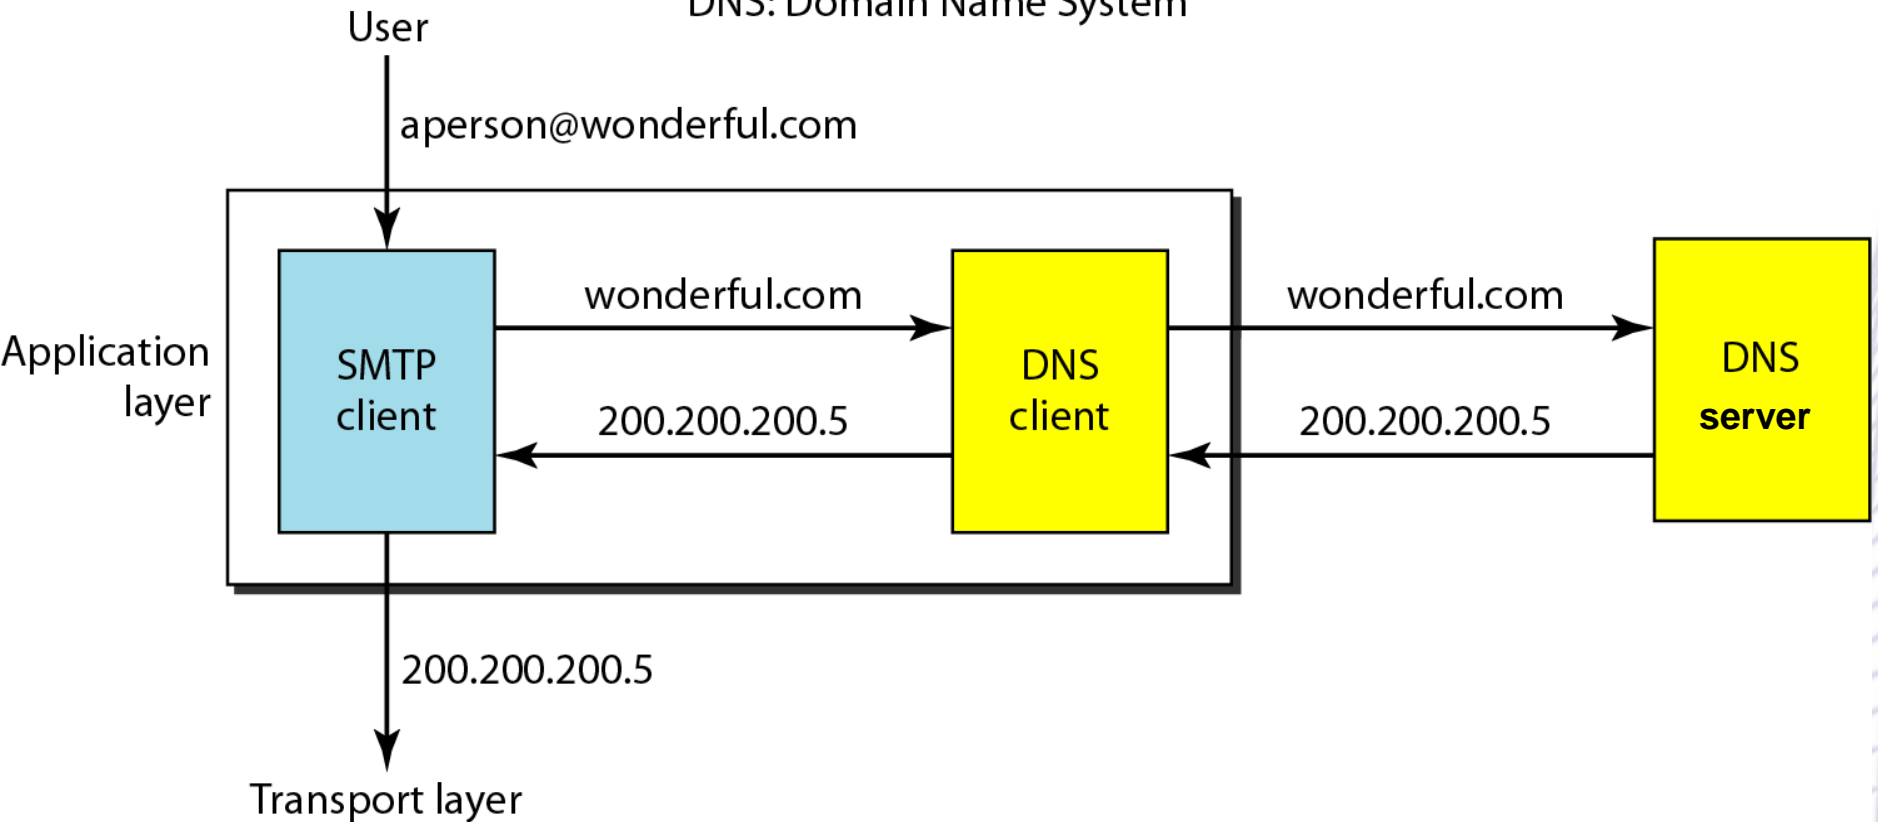 DNS: Domain Name System
User
aperson@wonderful.com
Application
layer
SMTP
client
wonderful.com
200.200.200.5
DNS
client
wonderful.com
200.200.200.5
DNS
server
200.200.200.5
Transport layer